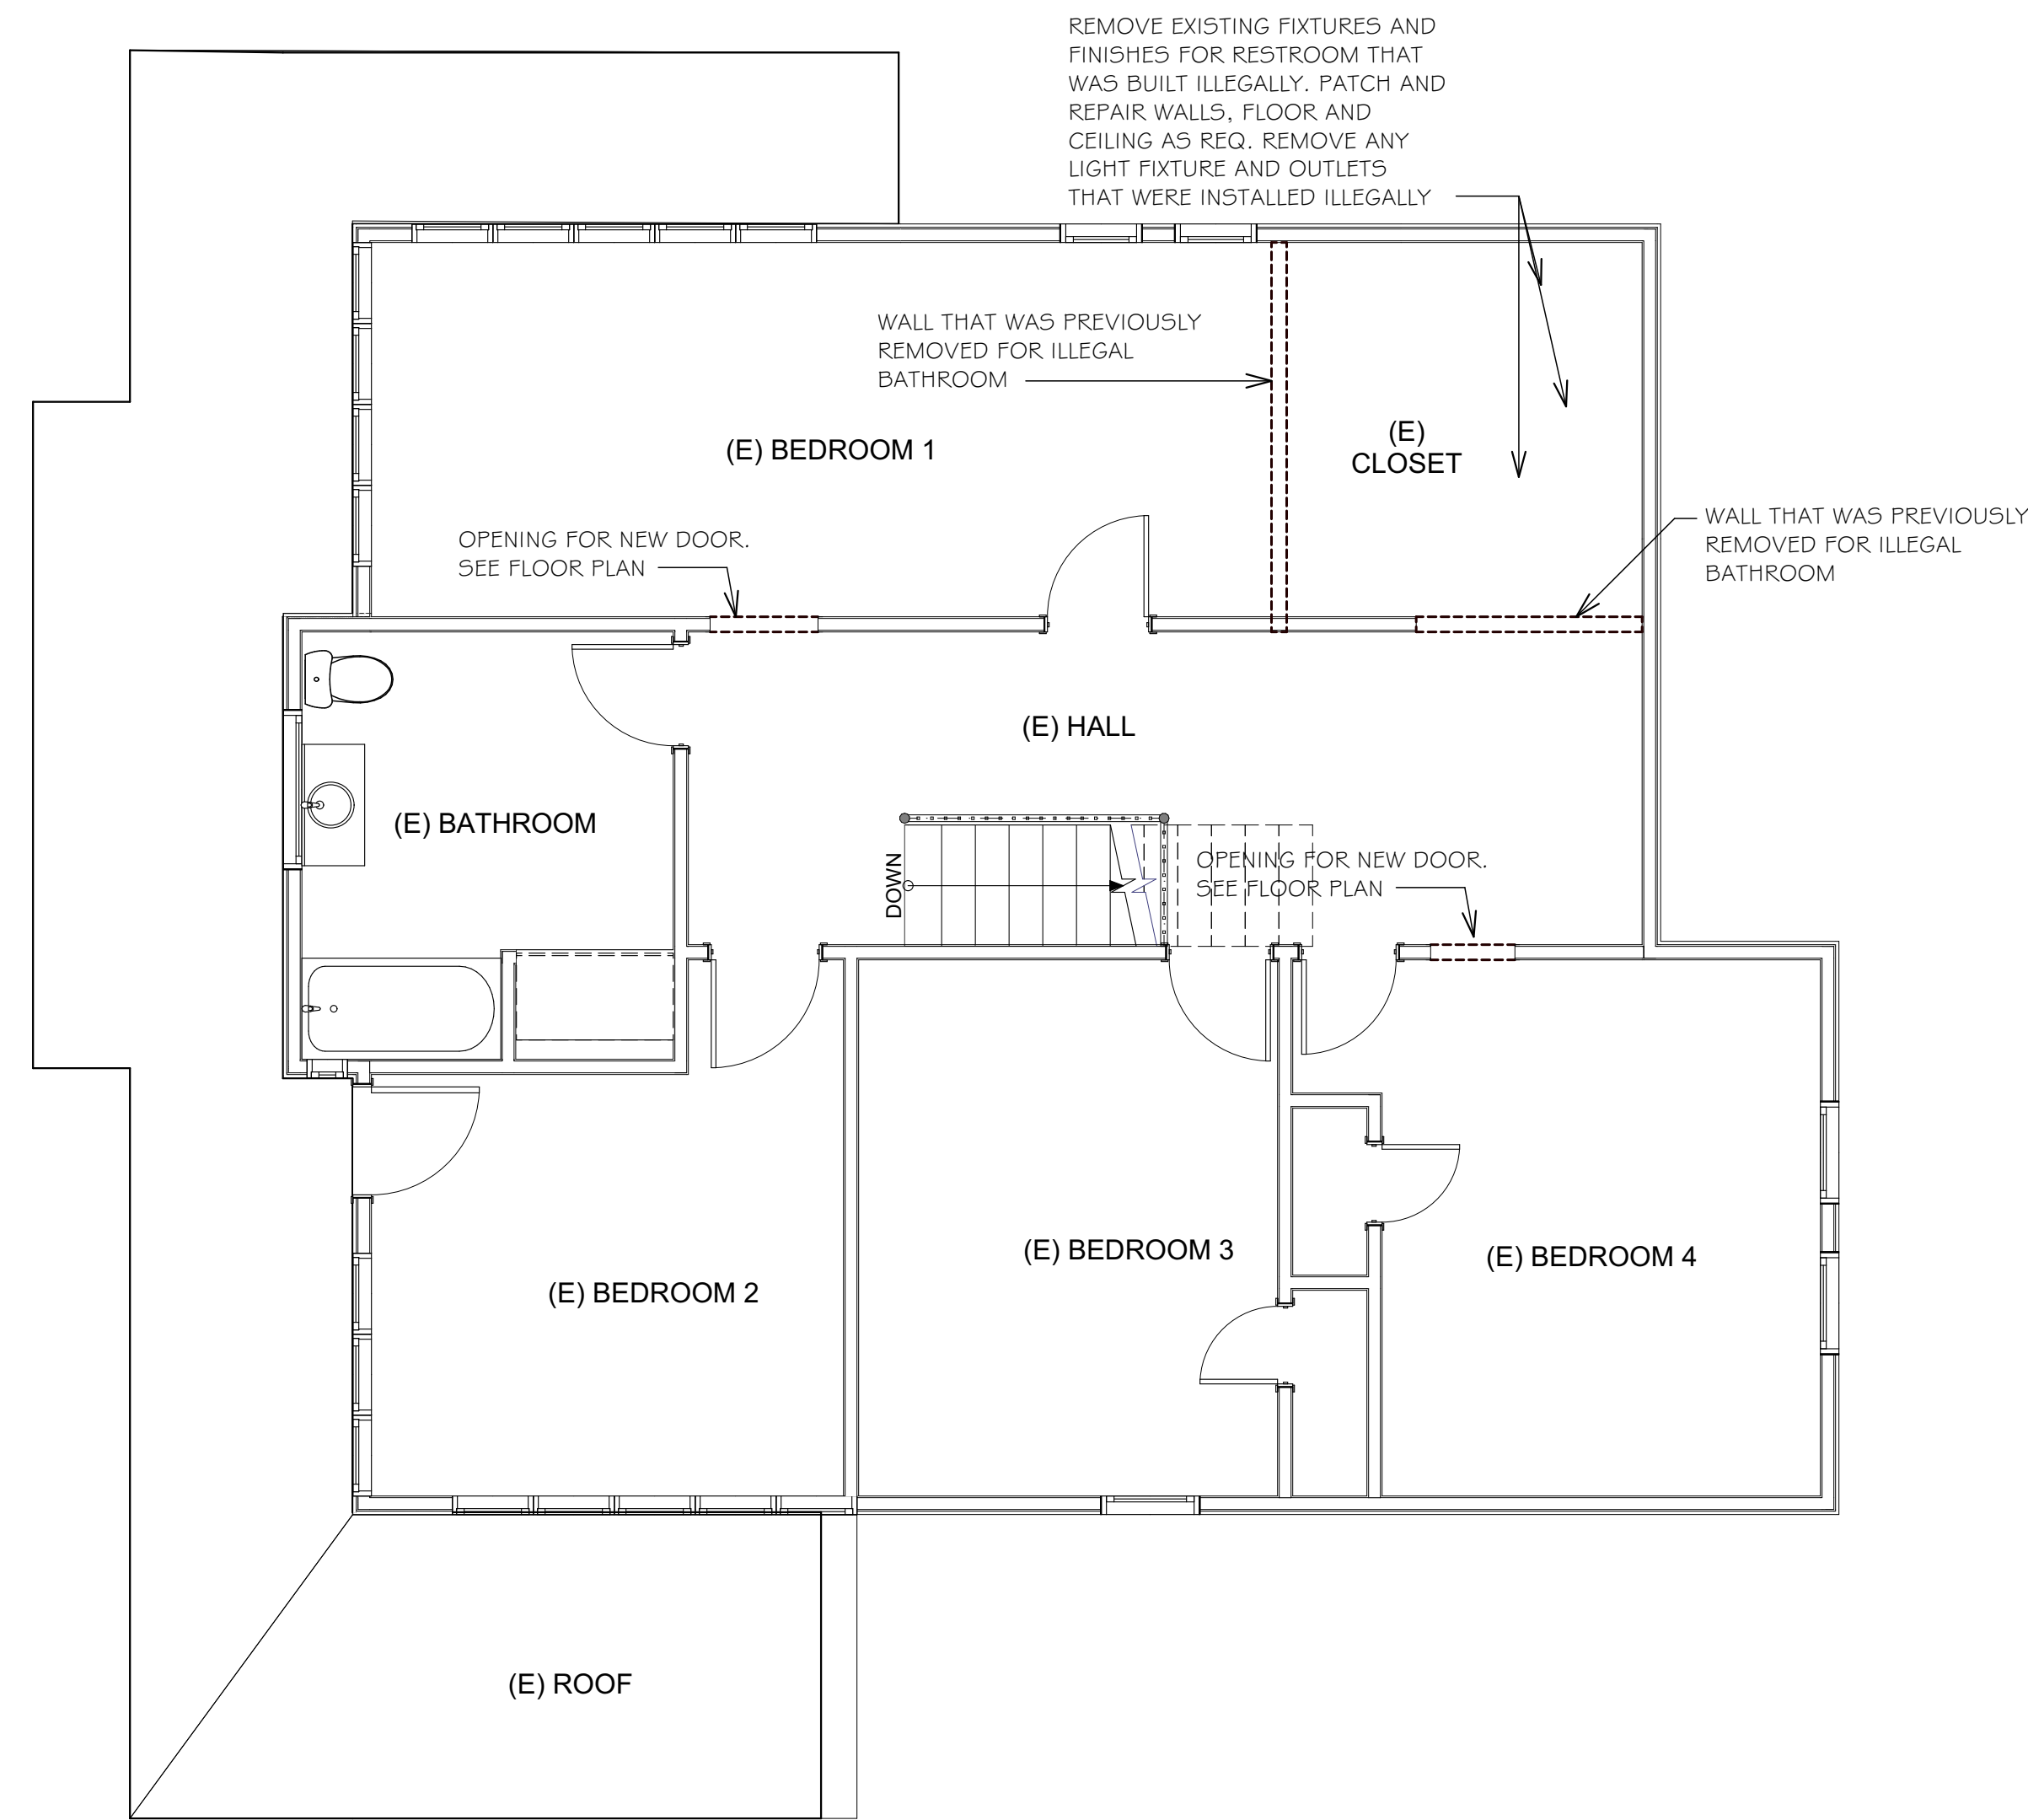 REMOVE EXISTING FIXTURES AND
FINISHES FOR RESTROOM THAT
WAS BUILT ILLEGALLY. PATCH AND
REPAIR WALLS, FLOOR AND
CEILING AS REQ. REMOVE ANY
LIGHT FIXTURE AND OUTLETS
THAT WERE INSTALLED ILLEGALLY
WALL THAT WAS PREVIOUSLY
REMOVED FOR ILLEGAL
BATHROOM
(E) BEDROOM 1
(E)
CLOSET
OPENING FOR NEW DOOR.
SEE FLOOR PLAN
WALL THAT WAS PREVIOUSLY
REMOVED FOR ILLEGAL
BATHROOM
(E) HALL
(E) BATHROOM
DOWN
OPENING FOR NEW DOOR.
SEE FLOOR PLAN
(E) BEDROOM 2
(E) BEDROOM 3
(E) BEDROOM 4
(E) ROOF